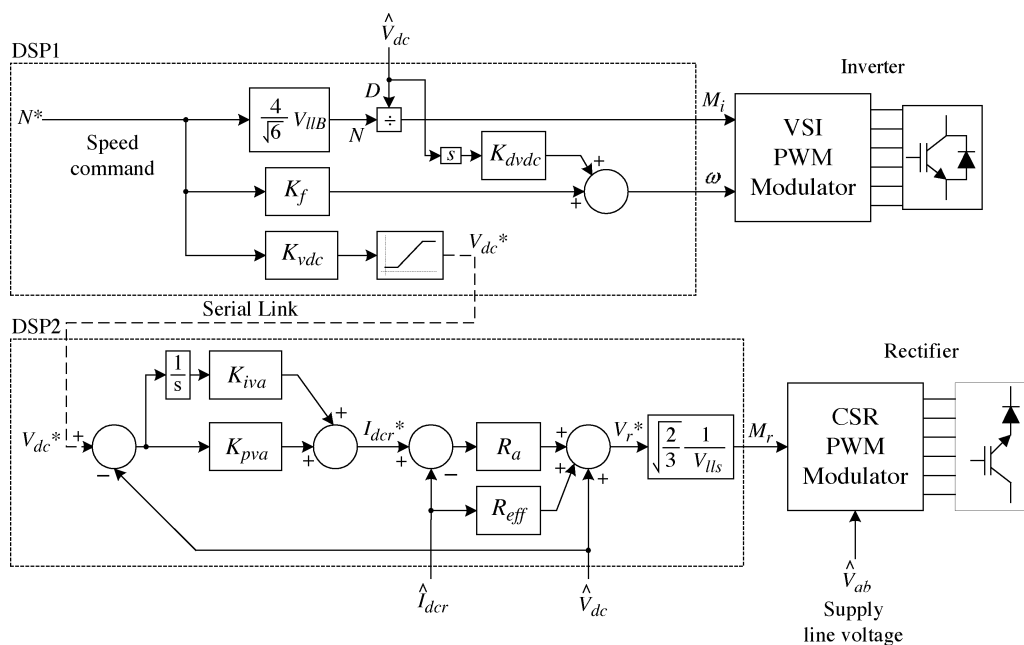 V̂dc
DSP1
Inverter
N*
Speed
command
4
√6
VllB
D
N
÷
Mi
s
Kdvdc
+
Kf
+
ω
VSI
PWM
Modulator
Kvdc
Vdc*
Serial Link
DSP2
Rectifier
1
s
Kiva
Vdc*
+
−
Kpva
+
+
Idcr*
+
−
Ra
Reff
+
+
+
Vr*
√2
3
1
Vlls
Mr
CSR
PWM
Modulator
Îdcr
V̂dc
V̂ab
Supply
line voltage